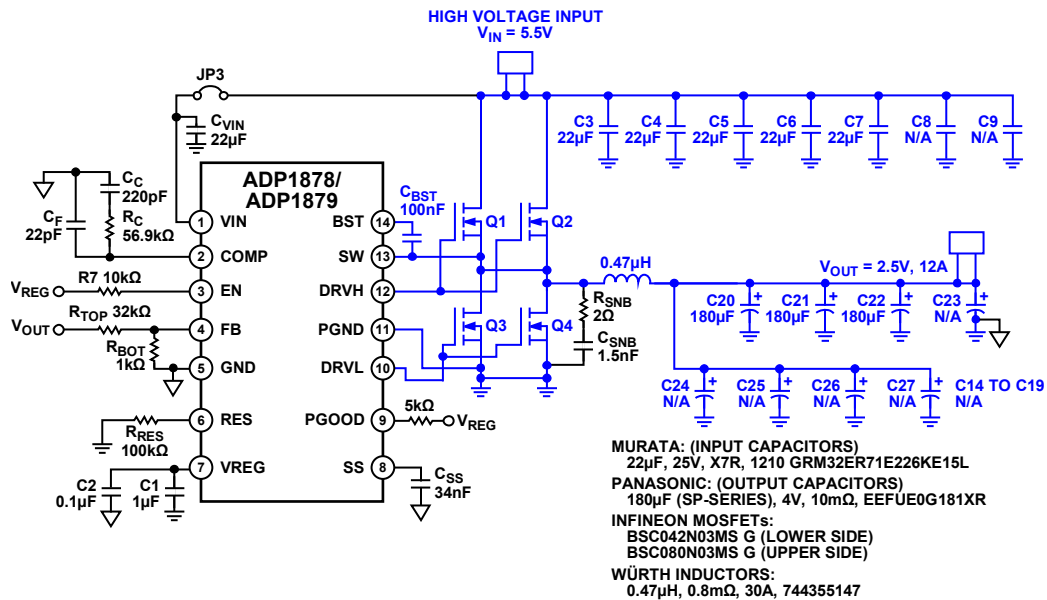 HIGH VOLTAGE INPUT
VIN = 5.5V
JP3
CVIN
22µF
C3
22µF
C4
22µF
C5
22µF
C6
22µF
C7
22µF
C8
N/A
C9
N/A
CC
220pF
CF
22pF
RC
56.9kΩ
ADP1878/
ADP1879
CBST
100nF
1 VIN
BST 14
2 COMP
SW 13
VREG
R7 10kΩ
3 EN
DRVH 12
VOUT
RTOP 32kΩ
4 FB
PGND 11
RBOT
1kΩ
5 GND
DRVL 10
RRES
100kΩ
6 RES
PGOOD 9
5kΩ
VREG
7 VREG
SS 8
C2
0.1µF
C1
1µF
CSS
34nF
Q1
Q2
Q3
Q4
0.47µH
RSNB
2Ω
CSNB
1.5nF
VOUT = 2.5V, 12A
C20
180µF
+
C21
180µF
+
C22
180µF
+
C23
N/A
+
C24
N/A
+
C25
N/A
+
C26
N/A
+
C27
N/A
+
C14 TO C19
N/A
MURATA: (INPUT CAPACITORS)
22µF, 25V, X7R, 1210 GRM32ER71E226KE15L
PANASONIC: (OUTPUT CAPACITORS)
180µF (SP-SERIES), 4V, 10mΩ, EEFUE0G181XR
INFINEON MOSFETs:
BSC042N03MS G (LOWER SIDE)
BSC080N03MS G (UPPER SIDE)
WÜRTH INDUCTORS:
0.47µH, 0.8mΩ, 30A, 744355147